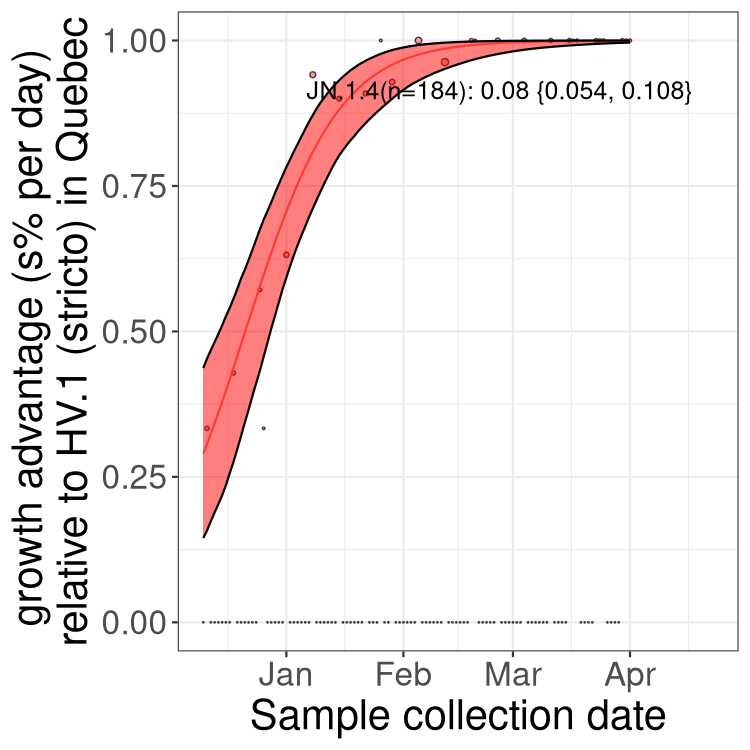 growth advantage (s% per day)
relative to HV.1 (stricto) in Quebec
1.00
0.75
0.50
0.25
0.00
JN.1.4(n=184): 0.08 {0.054, 0.108}
Jan Feb Mar Apr
Sample collection date